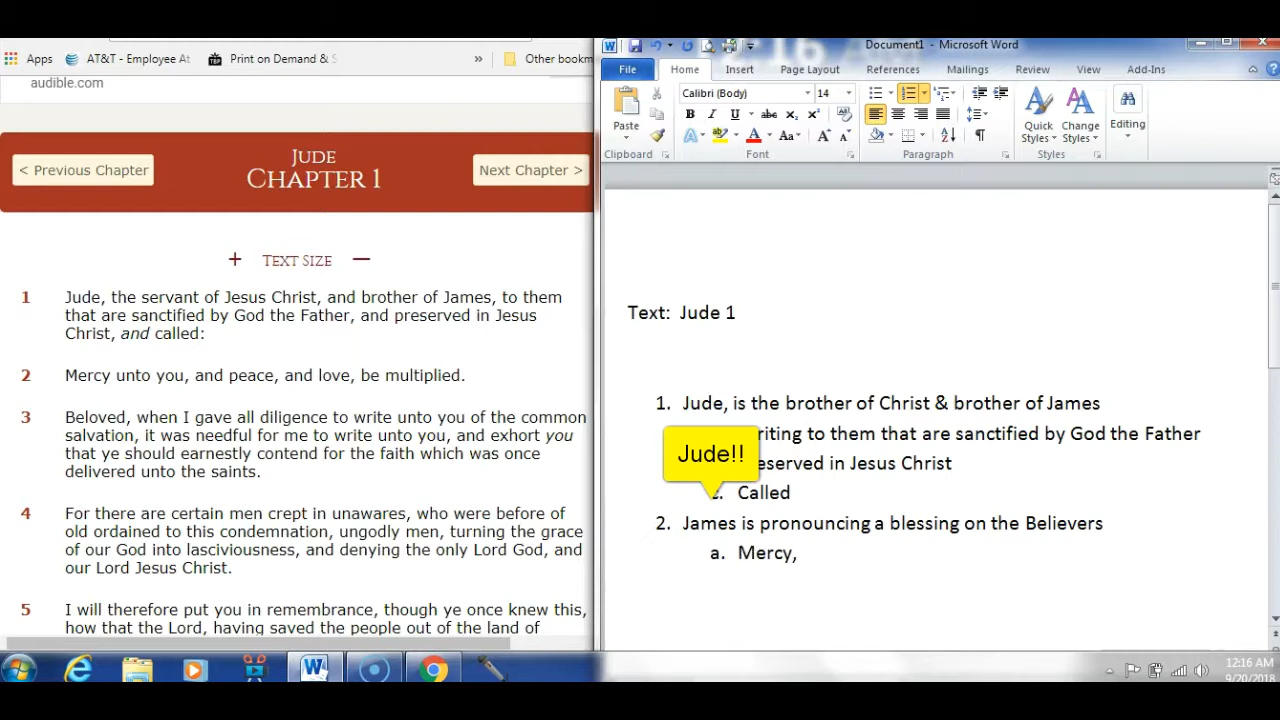 Apps
AT&T - Employee At
Print on Demand & S
»
Other bookm
audible.com
< Previous Chapter
JUDE
CHAPTER 1
Next Chapter >
+ TEXT SIZE —
1 Jude, the servant of Jesus Christ, and brother of James, to them
that are sanctified by God the Father, and preserved in Jesus
Christ, and called:
2 Mercy unto you, and peace, and love, be multiplied.
3 Beloved, when I gave all diligence to write unto you of the common
salvation, it was needful for me to write unto you, and exhort you
that ye should earnestly contend for the faith which was once
delivered unto the saints.
4 For there are certain men crept in unawares, who were before of
old ordained to this condemnation, ungodly men, turning the grace
of our God into lasciviousness, and denying the only Lord God, and
our Lord Jesus Christ.
5 I will therefore put you in remembrance, though ye once knew this,
how that the Lord, having saved the people out of the land of
Document1 - Microsoft Word
File Home Insert Page Layout References Mailings Review View Add-Ins
Calibri (Body) 14
Paste
Quick Styles
Change Styles
Editing
Clipboard Font Paragraph Styles
Text: Jude 1
1. Jude, is the brother of Christ & brother of James
riting to them that are sanctified by God the Father
eserved in Jesus Christ
Jude!!
c. Called
2. James is pronouncing a blessing on the Believers
a. Mercy,
12:16 AM
9/20/2018